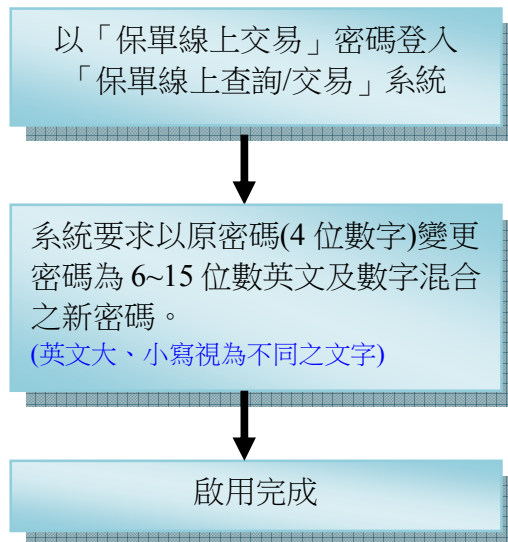 以「保單線上交易」密碼登入
「保單線上查詢/交易」系統
系統要求以原密碼(4 位數字)變更
密碼為 6~15 位數英文及數字混合
之新密碼。
(英文大、小寫視為不同之文字)
啟用完成